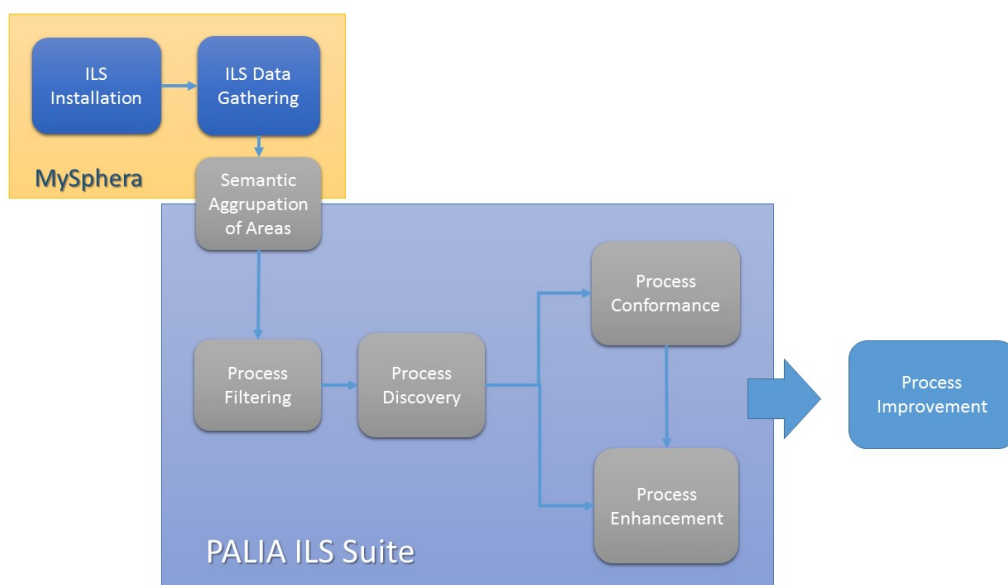 ILS
Installation
ILS Data
Gathering
MySphera
Semantic
Aggrupation
of Areas
Process
Conformance
Process
Filtering
Process
Discovery
Process
Improvement
Process
Enhancement
PALIA ILS Suite